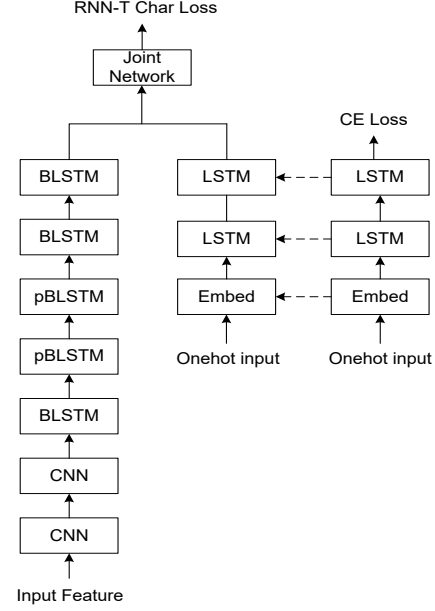 RNN-T Char Loss
Joint
Network
CE Loss
BLSTM
LSTM
LSTM
BLSTM
LSTM
LSTM
pBLSTM
Embed
Embed
pBLSTM
Onehot input
Onehot input
BLSTM
CNN
CNN
Input Feature